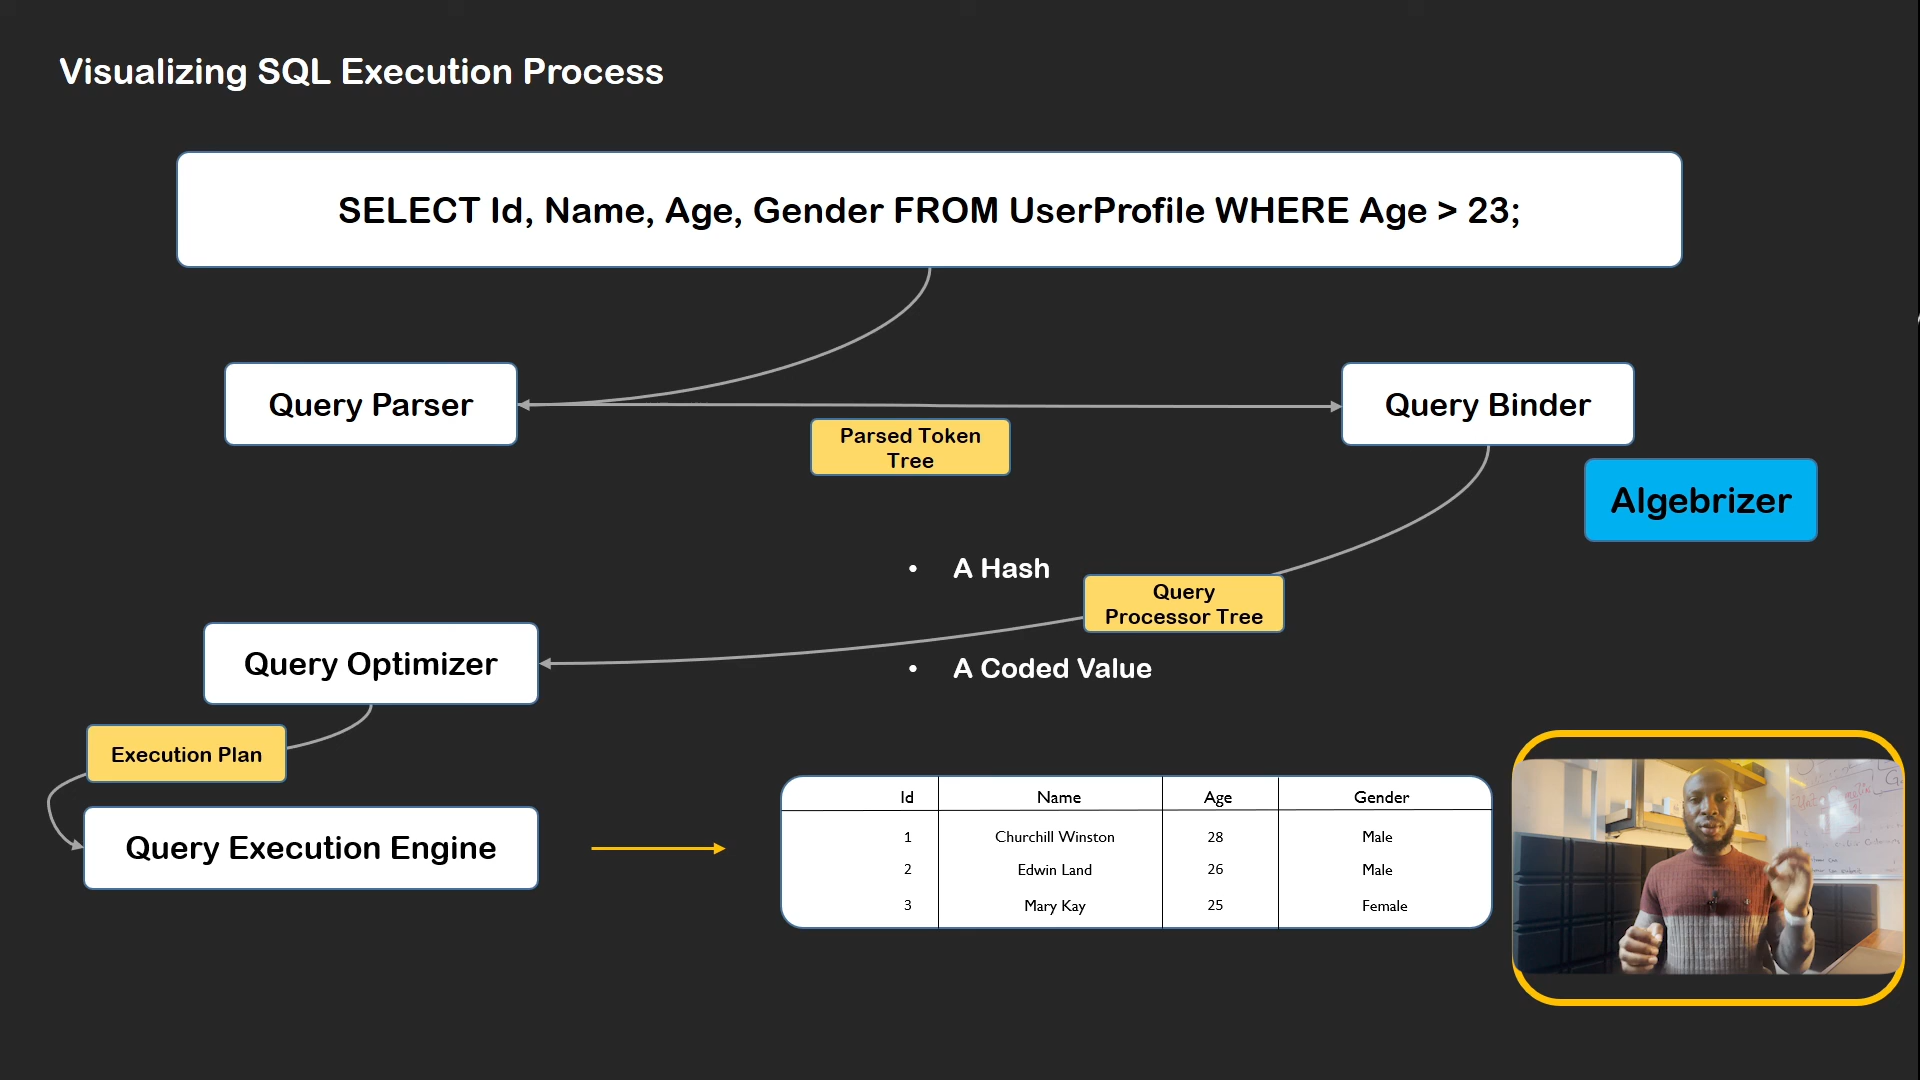 Visualizing SQL Execution Process
SELECT Id, Name, Age, Gender FROM UserProfile WHERE Age > 23;
Query Parser
Query Binder
Parsed Token
Tree
Algebrizer
• A Hash
Query
Processor Tree
Query Optimizer
• A Coded Value
Execution Plan
Query Execution Engine
Id Name Age Gender
1 Churchill Winston 28 Male
2 Edwin Land 26 Male
3 Mary Kay 25 Female